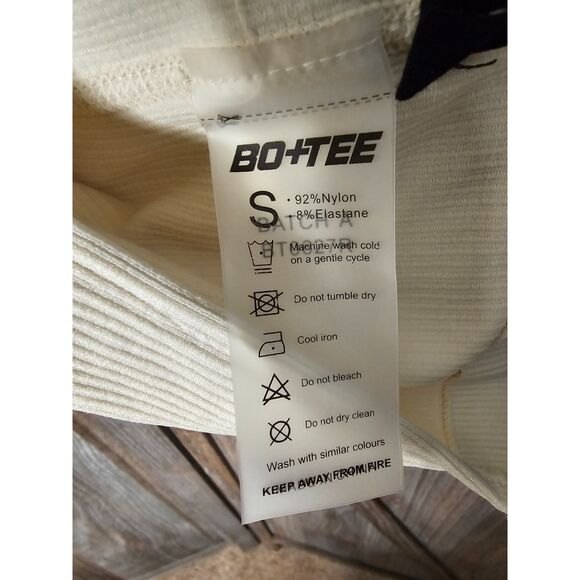 BO+TEE
S
• 92%Nylon
• 8%Elastane
BATCH A
Machine wash cold
on a gentle cycle
Do not tumble dry
Cool iron
Do not bleach
Do not dry clean
Wash with similar colours
KEEP AWAY FROM FIRE